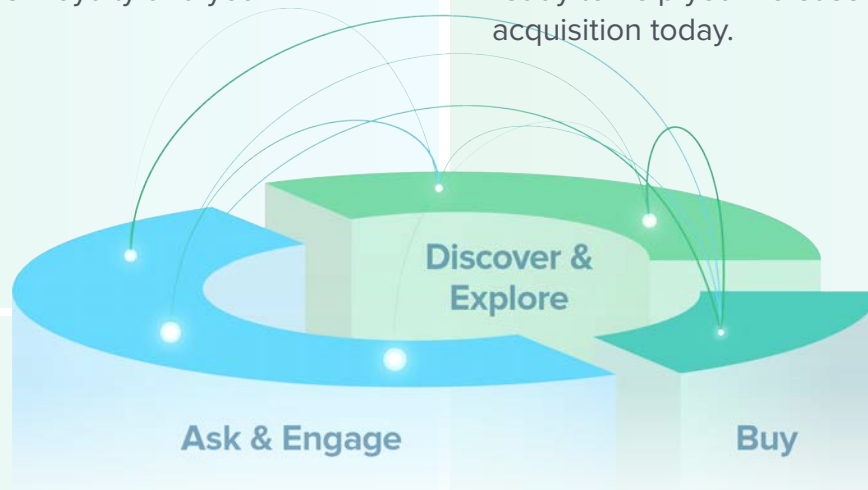 acquisition today.
Discover &
Explore
Ask & Engage
Buy